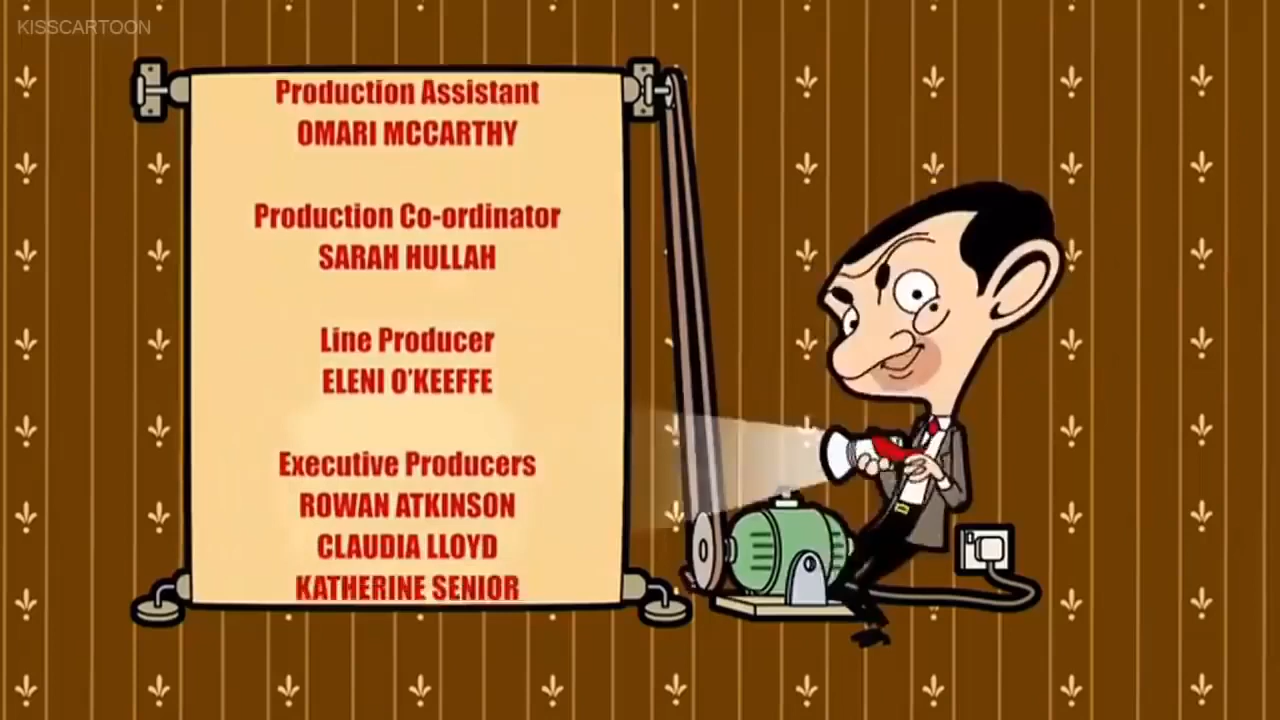 KISSCARTOON
Production Assistant
OMARI MCCARTHY
Production Co-ordinator
SARAH HULLAH
Line Producer
ELENI O'KEEFFE
Executive Producers
ROWAN ATKINSON
CLAUDIA LLOYD
KATHERINE SENIOR